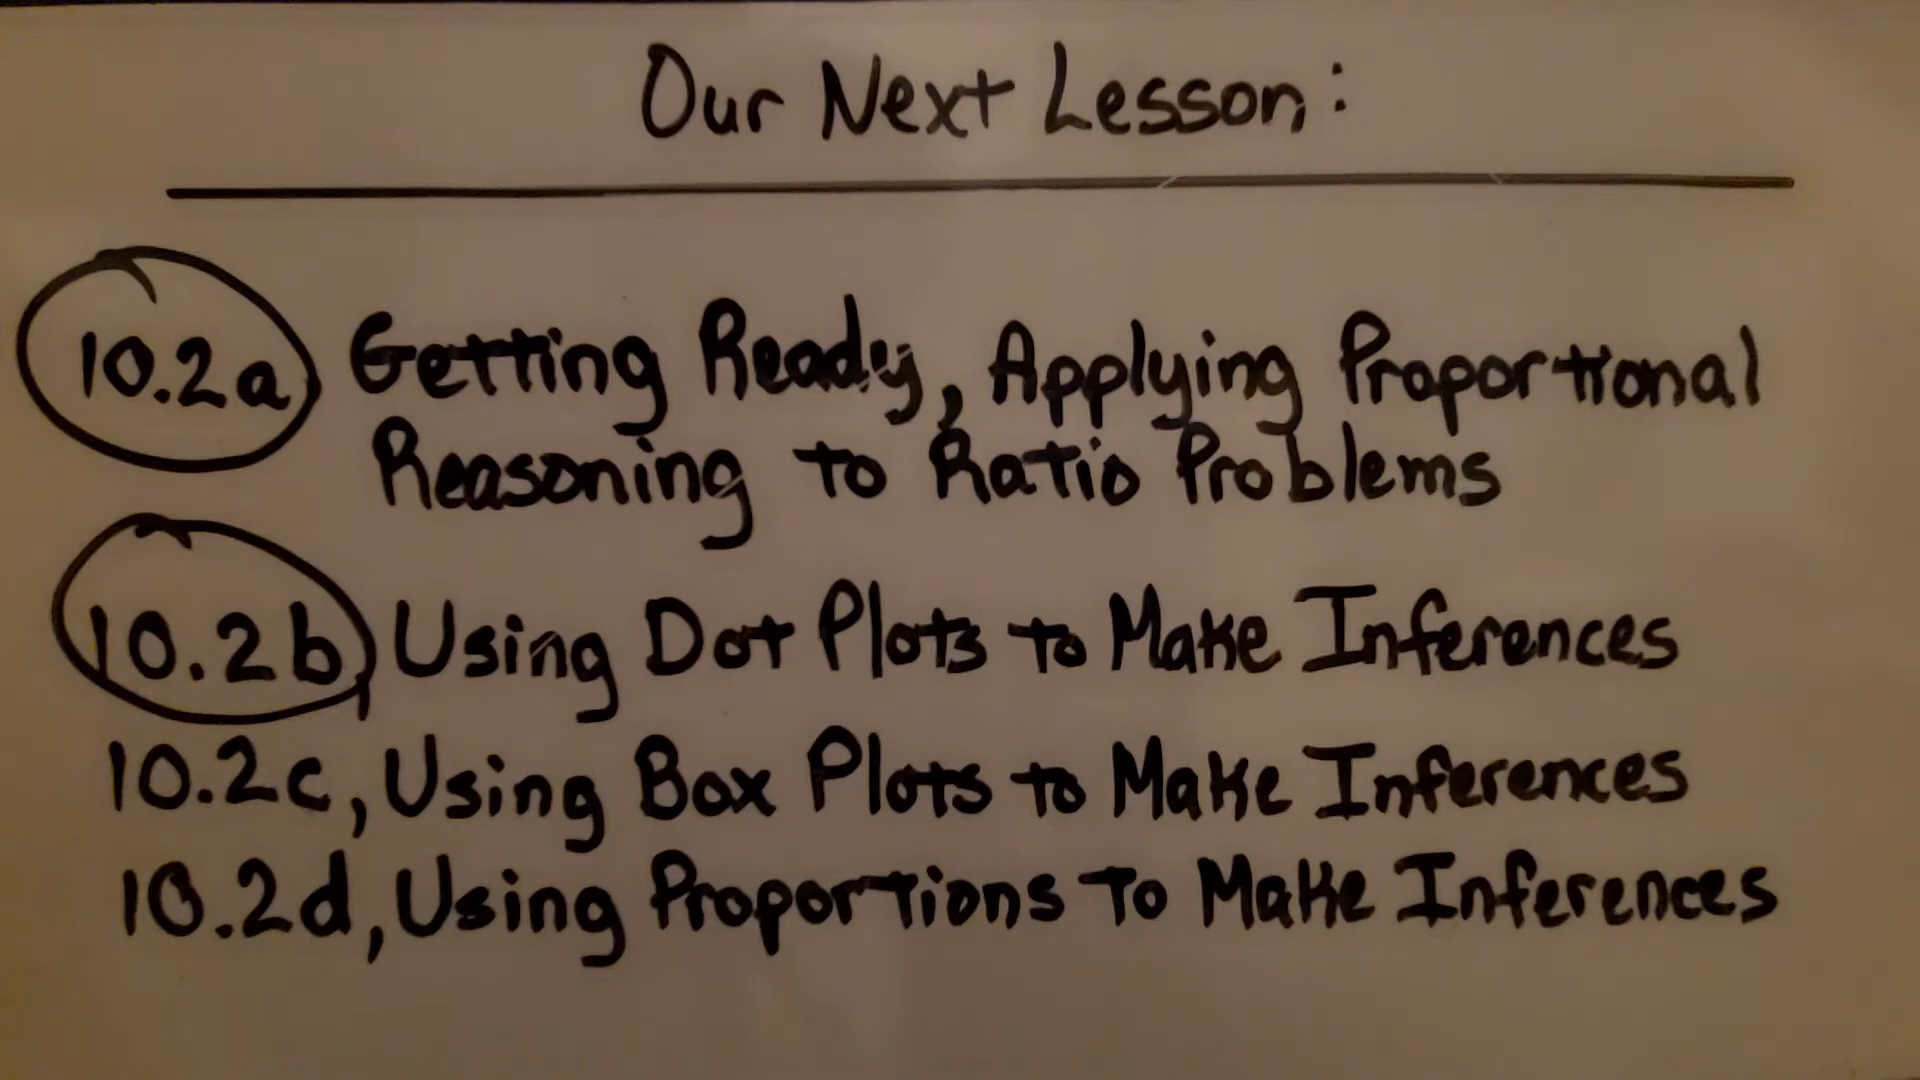 Our Next Lesson:
10.2a, Getting Ready, Applying Proportional
Reasoning to Ratio Problems
10.2b, Using Dot Plots to Make Inferences
10.2c, Using Box Plots to Make Inferences
10.2d, Using Proportions To Make Inferences